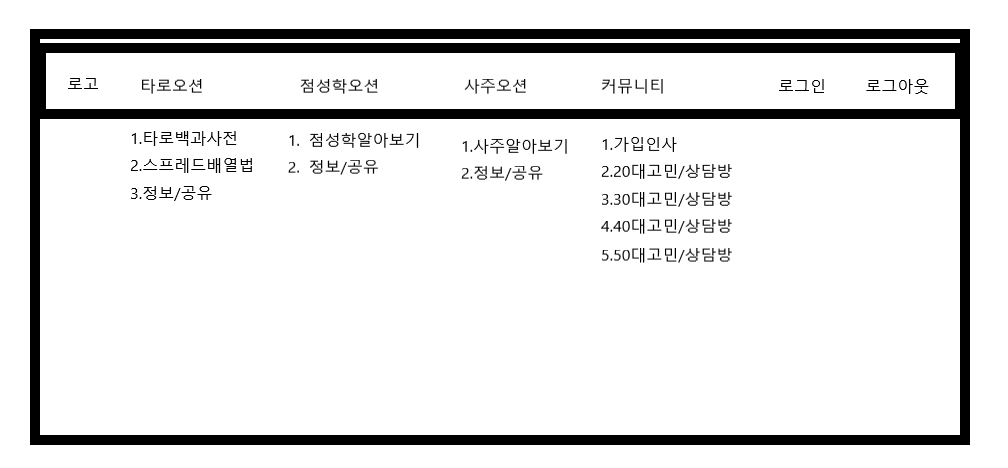 로고
타로오션
점성학오션
사주오션
커뮤니티
로그인
로그아웃
1.타로백과사전
2.스프레드배열법
3.정보/공유
1. 점성학알아보기
2. 정보/공유
1.사주알아보기
2.정보/공유
1.가입인사
2.20대고민/상담방
3.30대고민/상담방
4.40대고민/상담방
5.50대고민/상담방